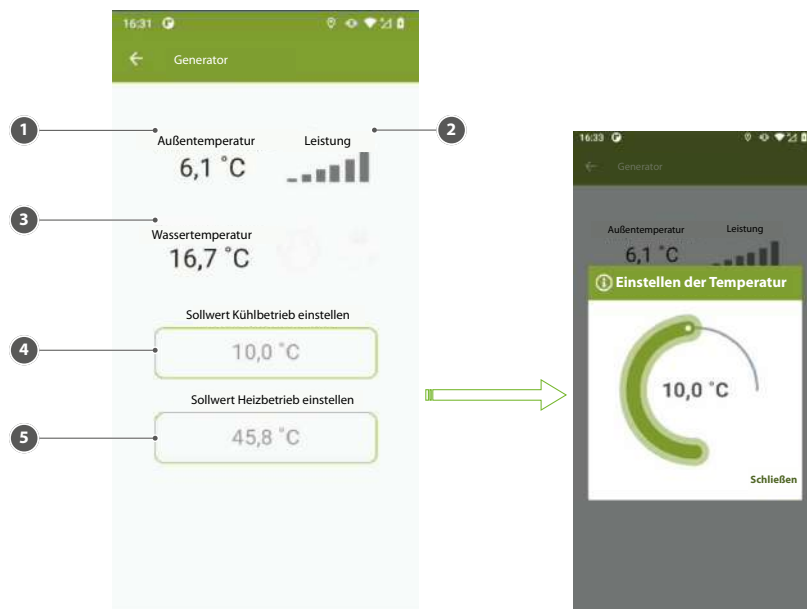 16:31
Generator
1
2
Außentemperatur Leistung
6,1 °C
3
Wassertemperatur
16,7 °C
Sollwert Kühlbetrieb einstellen
4
10,0 °C
Sollwert Heizbetrieb einstellen
5
45,8 °C
16:33
Generator
Außentemperatur Leistung
6,1 °C
Einstellen der Temperatur
10,0 °C
Schließen